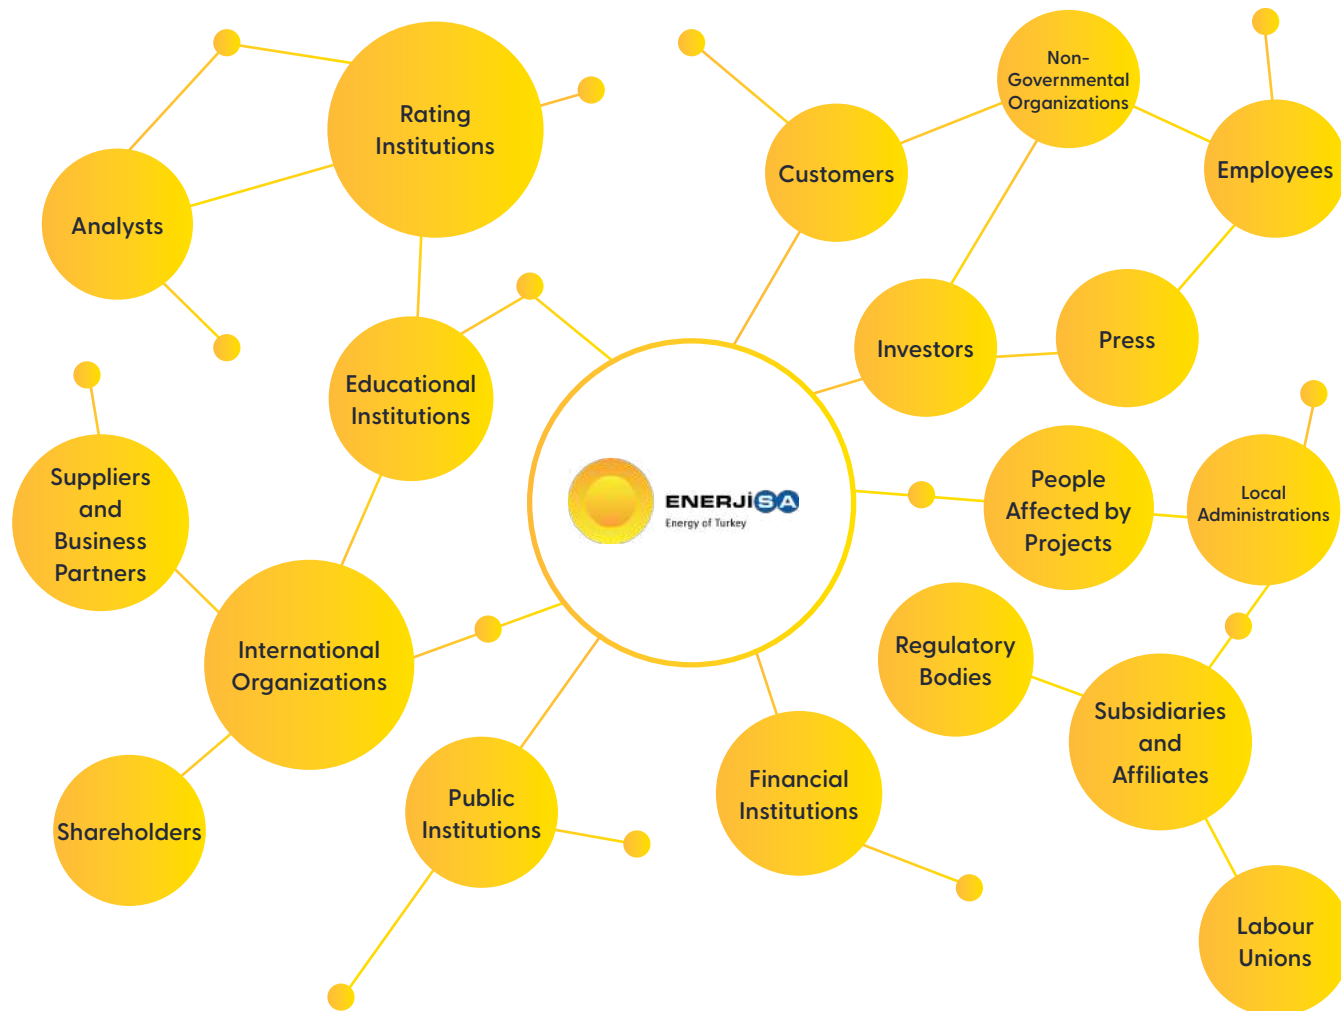 Rating
Institutions
Non-
Governmental
Organizations
Customers
Employees
Analysts
Investors
Press
Educational
Institutions
Suppliers
and
Business
Partners
ENERJİSA
Energy of Turkey
People
Affected by
Projects
Local
Administrations
International
Organizations
Regulatory
Bodies
Subsidiaries
and
Affiliates
Shareholders
Public
Institutions
Financial
Institutions
Labour
Unions